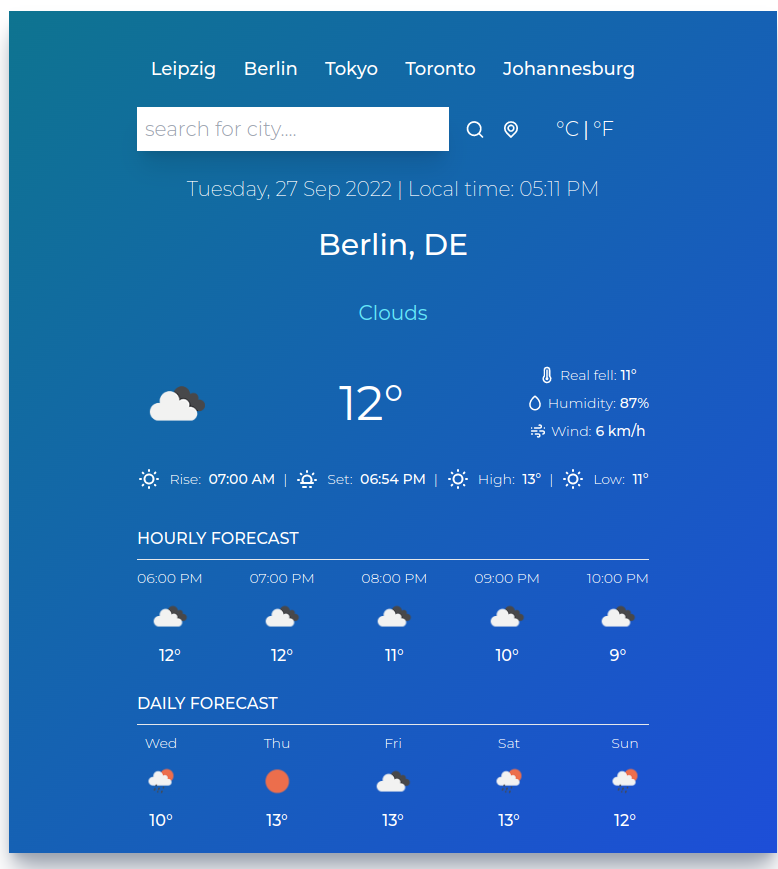 Leipzig Berlin Tokyo Toronto Johannesburg
search for city.... °C | °F
Tuesday, 27 Sep 2022 | Local time: 05:11 PM
Berlin, DE
Clouds
12°
Real fell: 11°
Humidity: 87%
Wind: 6 km/h
Rise: 07:00 AM | Set: 06:54 PM | High: 13° | Low: 11°
HOURLY FORECAST
06:00 PM 07:00 PM 08:00 PM 09:00 PM 10:00 PM
12° 12° 11° 10° 9°
DAILY FORECAST
Wed Thu Fri Sat Sun
10° 13° 13° 13° 12°